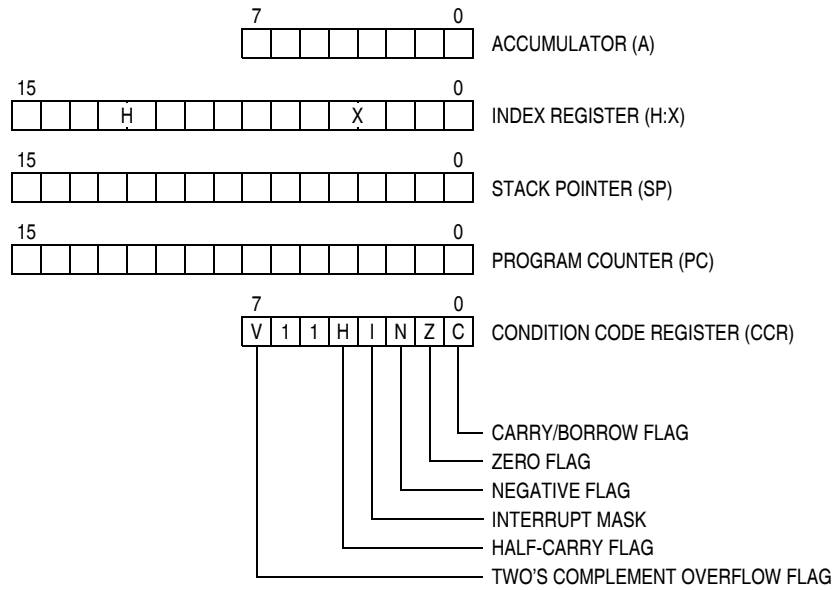 7 0
ACCUMULATOR (A)
15 0
H X INDEX REGISTER (H:X)
15 0
STACK POINTER (SP)
15 0
PROGRAM COUNTER (PC)
7 0
V 1 1 H I N Z C CONDITION CODE REGISTER (CCR)
CARRY/BORROW FLAG
ZERO FLAG
NEGATIVE FLAG
INTERRUPT MASK
HALF-CARRY FLAG
TWO'S COMPLEMENT OVERFLOW FLAG